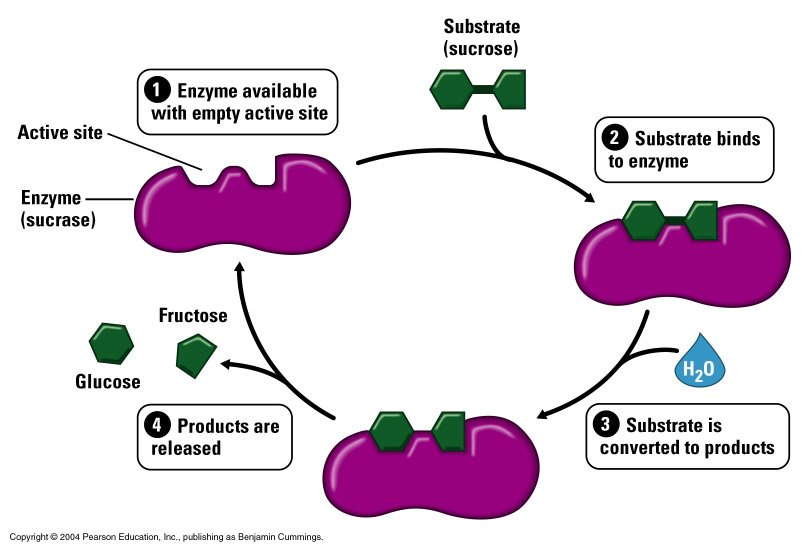 Substrate
(sucrose)
1 Enzyme available
with empty active site
Active site
Enzyme
(sucrase)
2 Substrate binds
to enzyme
H₂O
3 Substrate is
converted to products
Fructose
Glucose
4 Products are
released
Copyright © 2004 Pearson Education, Inc., publishing as Benjamin Cummings.